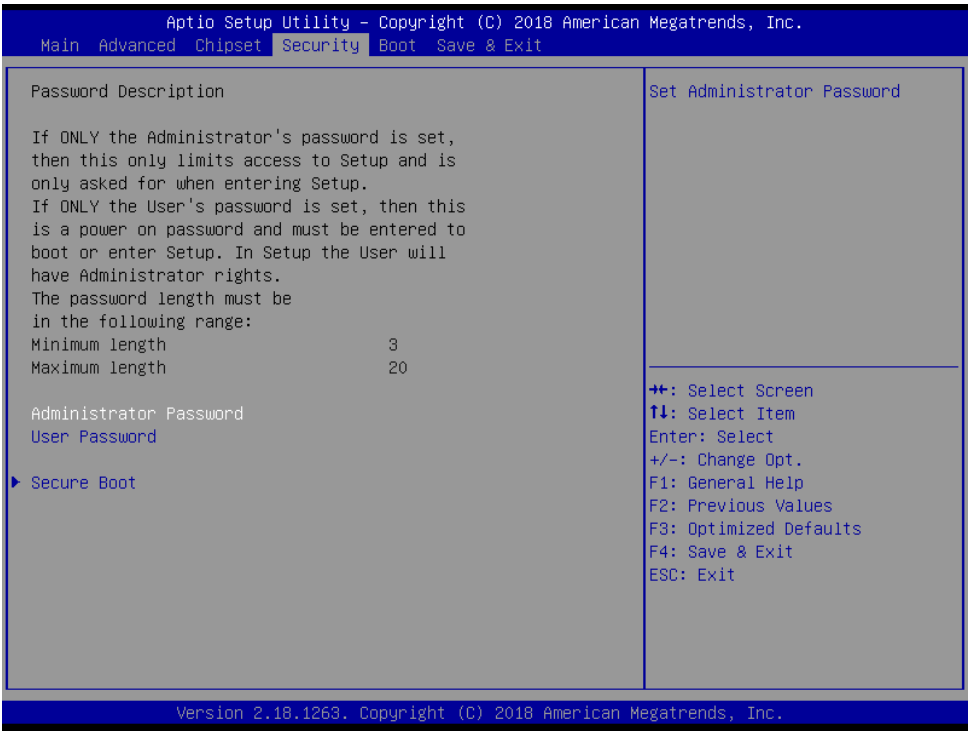 Aptio Setup Utility – Copyright (C) 2018 American Megatrends, Inc.
Main Advanced Chipset Security Boot Save & Exit
Password Description
If ONLY the Administrator's password is set,
then this only limits access to Setup and is
only asked for when entering Setup.
If ONLY the User's password is set, then this
is a power on password and must be entered to
boot or enter Setup. In Setup the User will
have Administrator rights.
The password length must be
in the following range:
Minimum length 3
Maximum length 20
Administrator Password
User Password
Secure Boot
Set Administrator Password
→←: Select Screen
↑↓: Select Item
Enter: Select
+/-: Change Opt.
F1: General Help
F2: Previous Values
F3: Optimized Defaults
F4: Save & Exit
ESC: Exit
Version 2.18.1263. Copyright (C) 2018 American Megatrends, Inc.